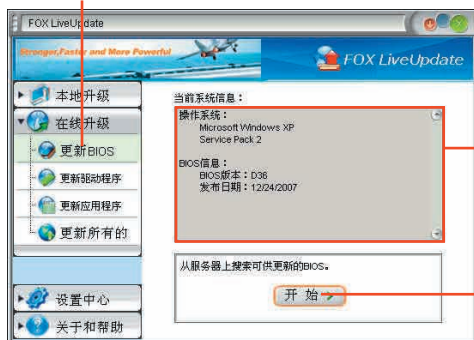 FOX LiveUpdate
Stronger,Faster and More Powerful
FOX LiveUpdate
本地升级
在线升级
更新BIOS
更新驱动程序
更新应用程序
更新所有的
设置中心
关于和帮助
当前系统信息：
操作系统：
Microsoft Windows XP
Service Pack 2
BIOS信息：
BIOS版本：D36
发布日期：12/24/2007
从服务器上搜索可供更新的BIOS。
开 始